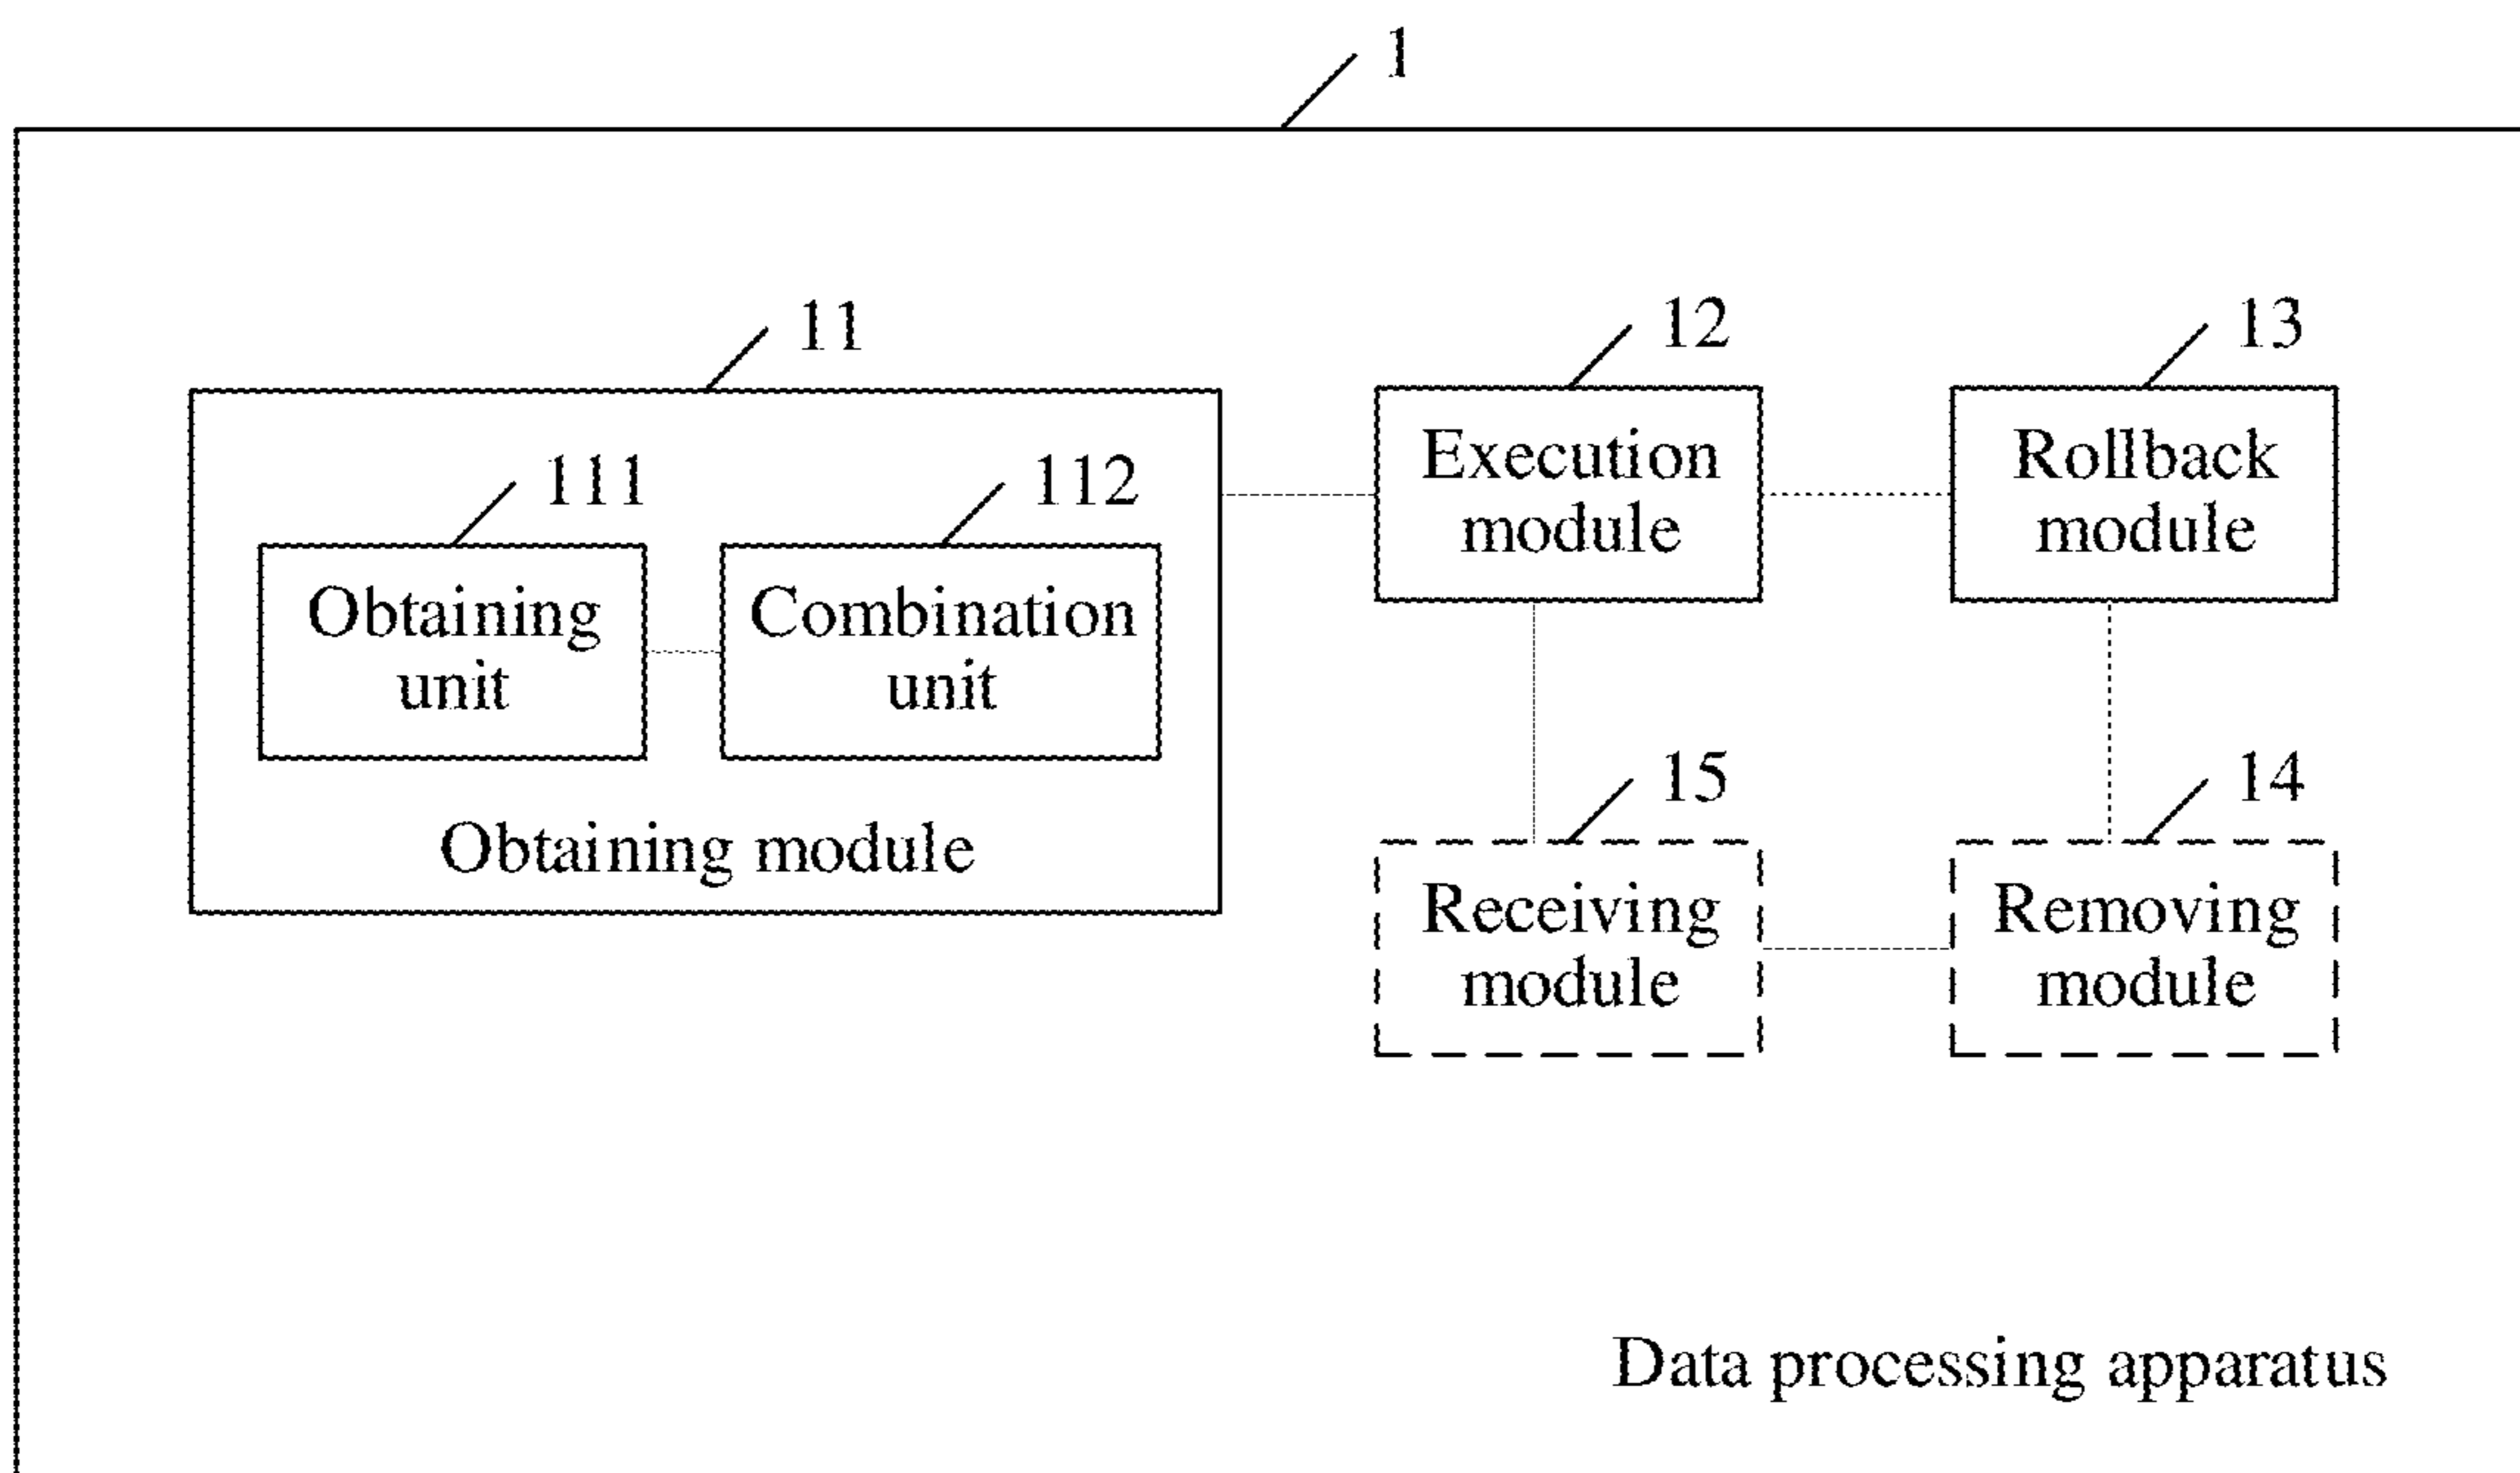 1
11
12
13
111
112
Execution
module
Rollback
module
Obtaining
unit
Combination
unit
15
14
Obtaining module
Receiving
module
Removing
module
Data processing apparatus